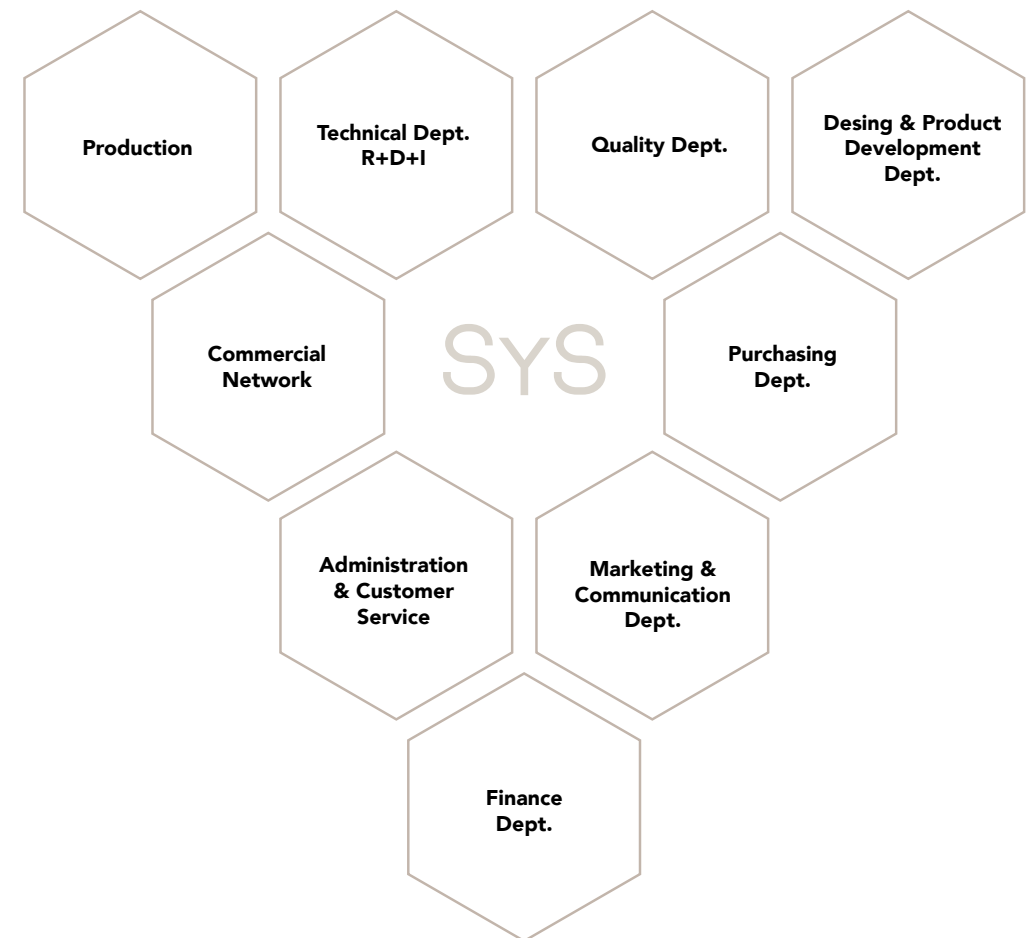 Production
Technical Dept.
R+D+I
Quality Dept.
Desing & Product
Development
Dept.
Commercial
Network
SYS
Purchasing
Dept.
Administration
& Customer
Service
Marketing &
Communication
Dept.
Finance
Dept.